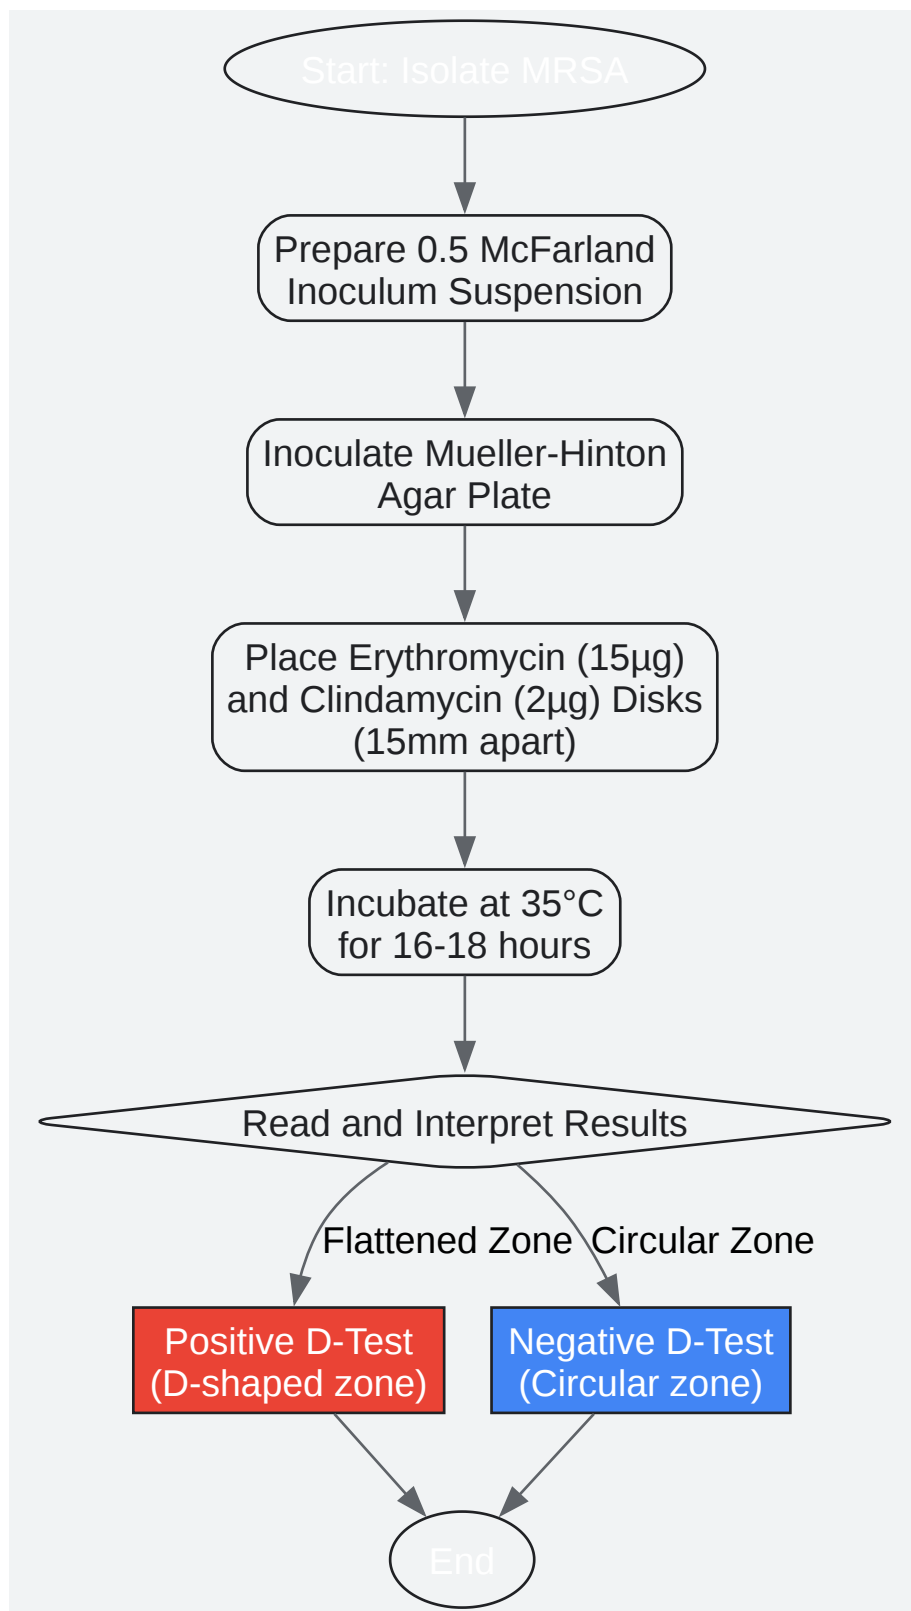 Start: Isolate MRSA
Prepare 0.5 McFarland
Inoculum Suspension
Inoculate Mueller-Hinton
Agar Plate
Place Erythromycin (15µg)
and Clindamycin (2µg) Disks
(15mm apart)
Incubate at 35°C
for 16-18 hours
Read and Interpret Results
Flattened Zone
Circular Zone
Positive D-Test
(D-shaped zone)
Negative D-Test
(Circular zone)
End